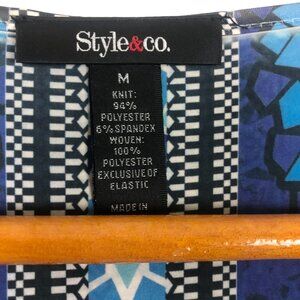 Style&co.
M
KNIT:
94%
POLYESTER
6% SPANDEX
WOVEN:
100%
POLYESTER
EXCLUSIVE OF
ELASTIC
MADE IN